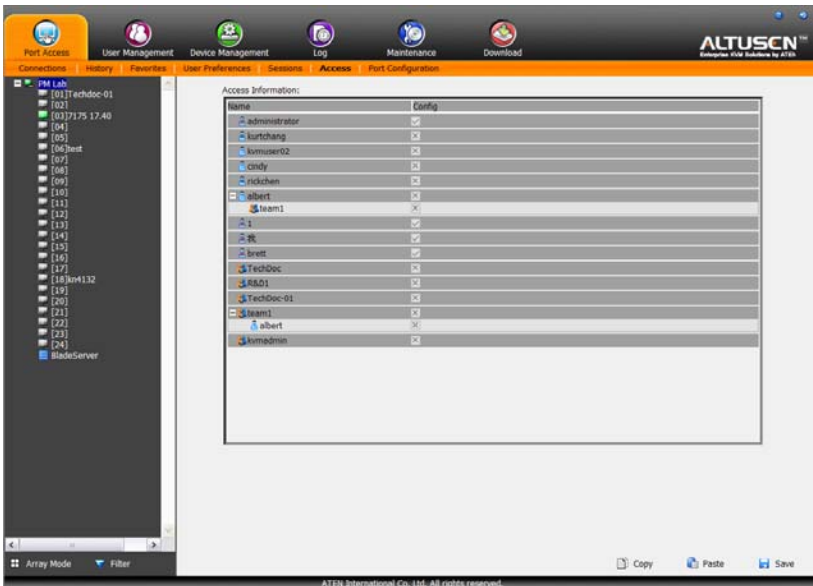 Port Access
User Management
Device Management
Log
Maintenance
Download
ALTUSEN™
Enterprise KVM Solutions by ATEN
Connections
History
Favorites
User Preferences
Sessions
Access
Port Configuration
PM Lab
[01]Techdoc-01
[02]
[03]7175 17.40
[04]
[05]
[06]test
[07]
[08]
[09]
[10]
[11]
[12]
[13]
[14]
[15]
[16]
[17]
[18]kn4132
[19]
[20]
[21]
[22]
[23]
[24]
BladeServer
Access Information:
Name Config
administrator
kurtchang
kvmuser02
cindy
rickchen
albert
team1
1
我
brett
TechDoc
R&D1
TechDoc-01
team1
albert
kvmadmin
Array Mode
Filter
Copy
Paste
Save
ATEN International Co., Ltd. All rights reserved.